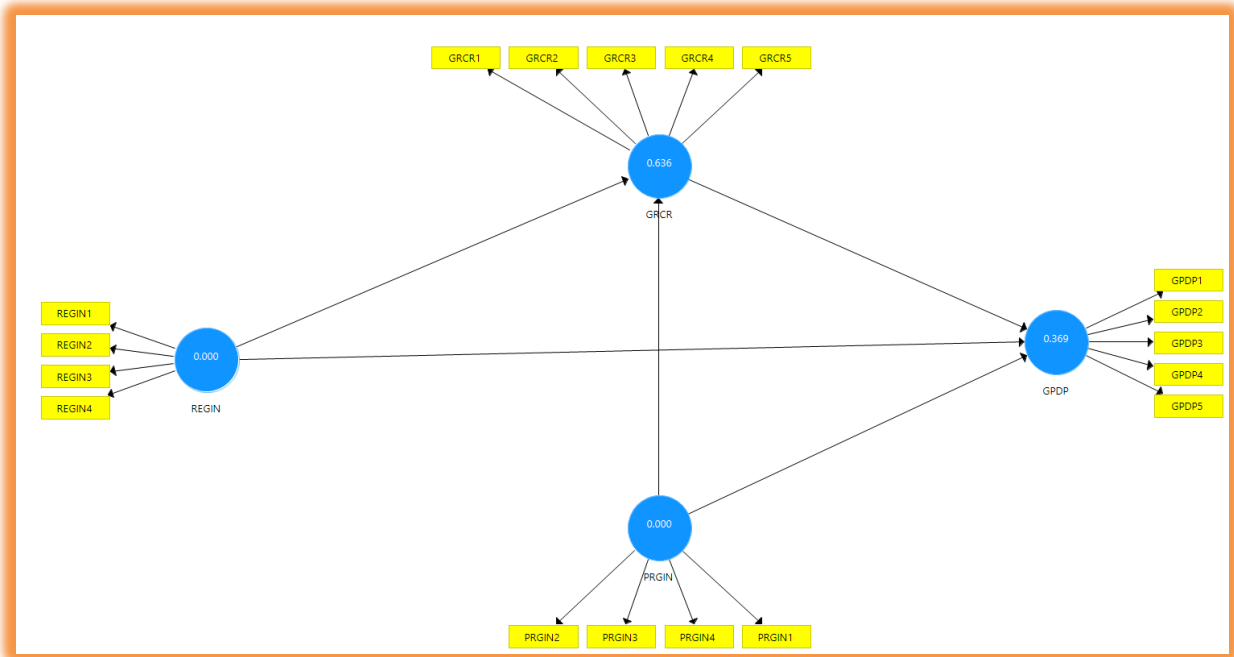 GRCR1 GRCR2 GRCR3 GRCR4 GRCR5
0.636
GRCR
REGIN1
REGIN2
REGIN3
REGIN4
0.000
REGIN
GPDP1
GPDP2
GPDP3
GPDP4
GPDP5
0.369
GPDP
0.000
PRGIN
PRGIN2 PRGIN3 PRGIN4 PRGIN1